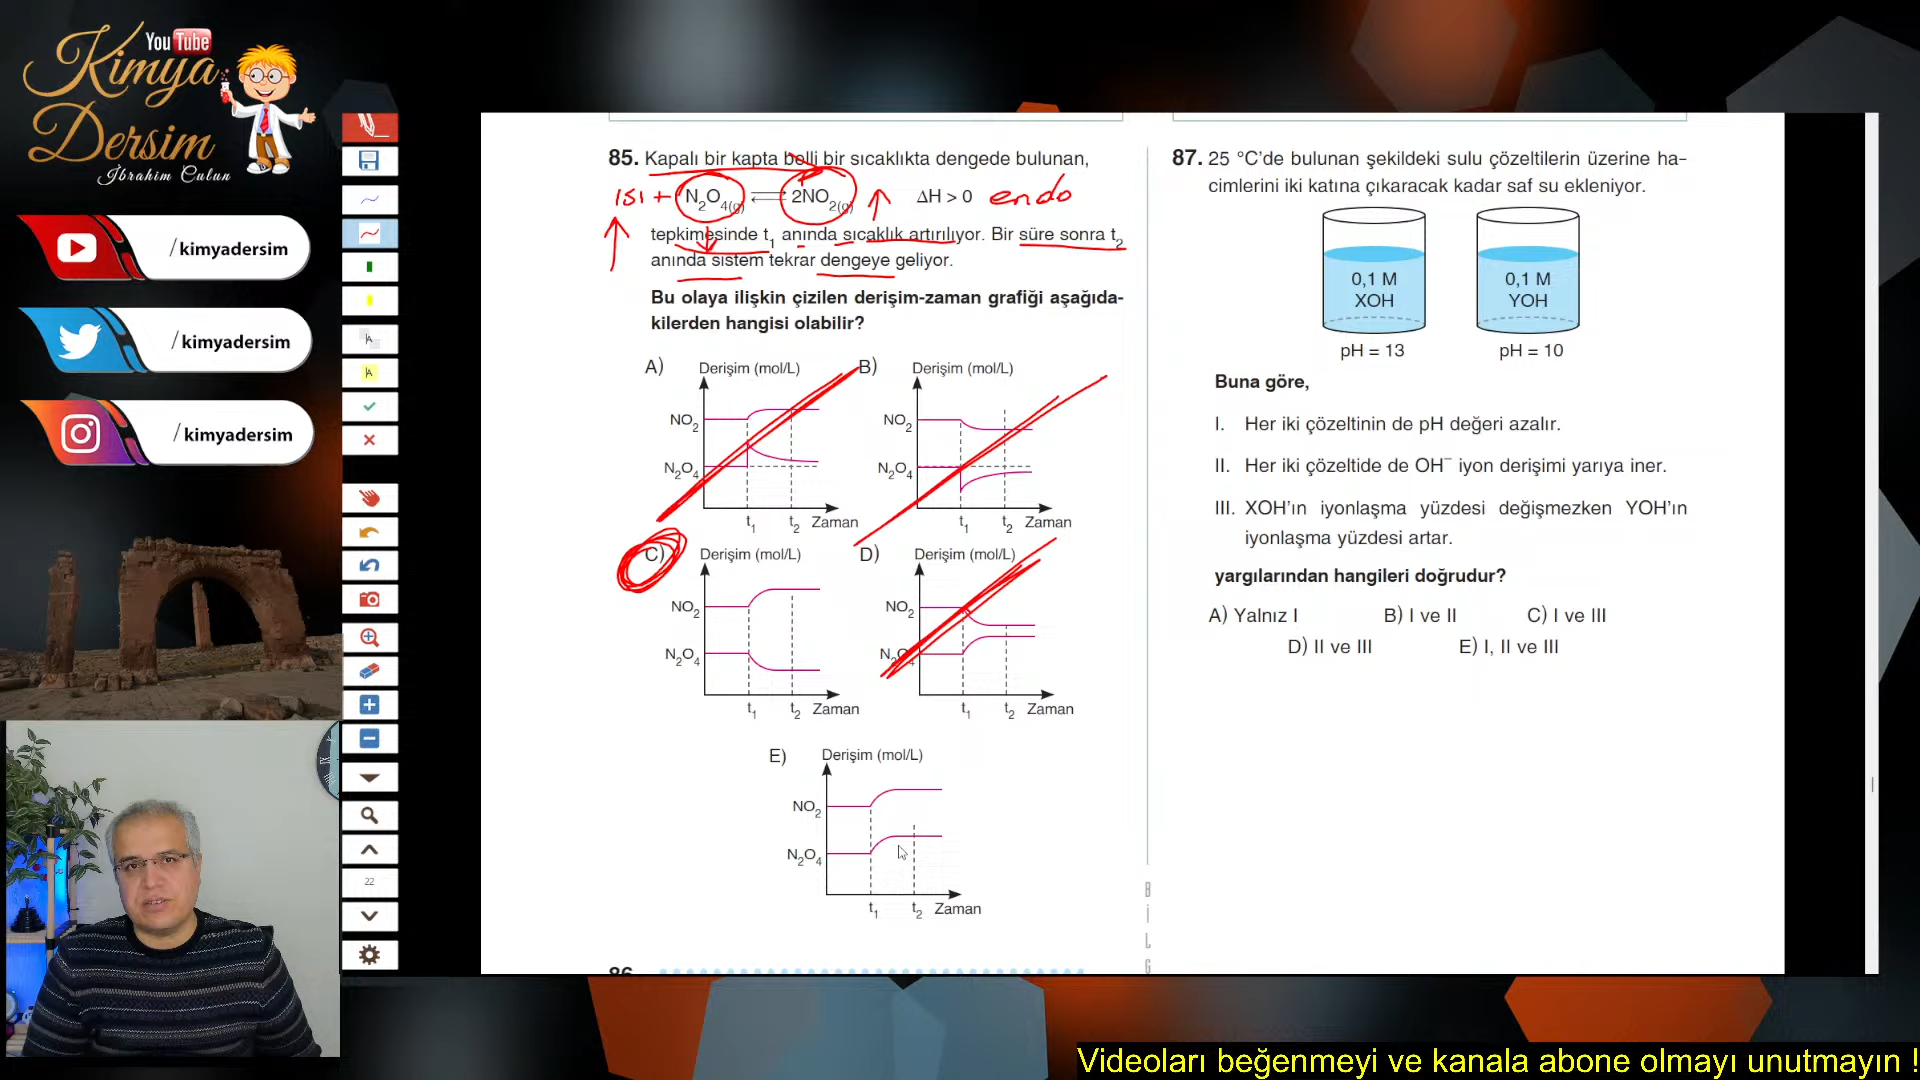 You Tube
Kimya
Dersim
İbrahim Culun
/kimyadersim
/kimyadersim
/kimyadersim
A
A
22
85. Kapalı bir kapta belli bir sıcaklıkta dengede bulunan,
ISI + N2O4(g) ⇌ 2NO2(g) ↑ ΔH > 0 endo
tepkimesinde t1 anında sıcaklık artırılıyor. Bir süre sonra t2
anında sistem tekrar dengeye geliyor.
Bu olaya ilişkin çizilen derişim-zaman grafiği aşağıda-
kilerden hangisi olabilir?
A) Derişim (mol/L)
NO2
N2O4
t1 t2 Zaman
B) Derişim (mol/L)
NO2
N2O4
t1 t2 Zaman
C) Derişim (mol/L)
NO2
N2O4
t1 t2 Zaman
D) Derişim (mol/L)
NO2
N2O4
t1 t2 Zaman
E) Derişim (mol/L)
NO2
N2O4
t1 t2 Zaman
86
B
İ
L
G
87. 25 °C'de bulunan şekildeki sulu çözeltilerin üzerine ha-
cimlerini iki katına çıkaracak kadar saf su ekleniyor.
0,1 M
XOH
pH = 13
0,1 M
YOH
pH = 10
Buna göre,
I. Her iki çözeltinin de pH değeri azalır.
II. Her iki çözeltide de OH⁻ iyon derişimi yarıya iner.
III. XOH'ın iyonlaşma yüzdesi değişmezken YOH'ın
iyonlaşma yüzdesi artar.
yargılarından hangileri doğrudur?
A) Yalnız I B) I ve II C) I ve III
D) II ve III E) I, II ve III
Videoları beğenmeyi ve kanala abone olmayı unutmayın !